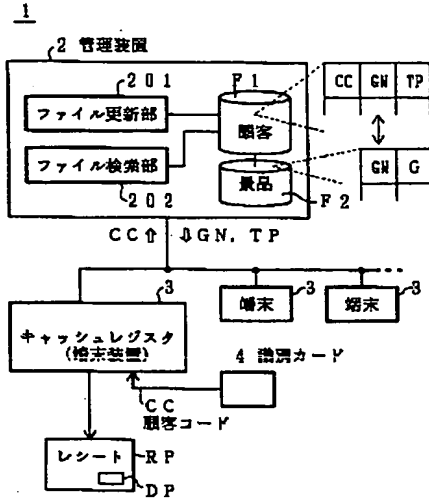 1
2 管理装置
201
ファイル更新部
F1
顧客
CC GN TP
ファイル検索部
202
景品
F2
GN G
CC⇧ ⇩GN, TP
3
キャッシュレジスタ
(端末装置)
端末 3
端末 3
4 識別カード
CC
顧客コード
レシート
RP
DP